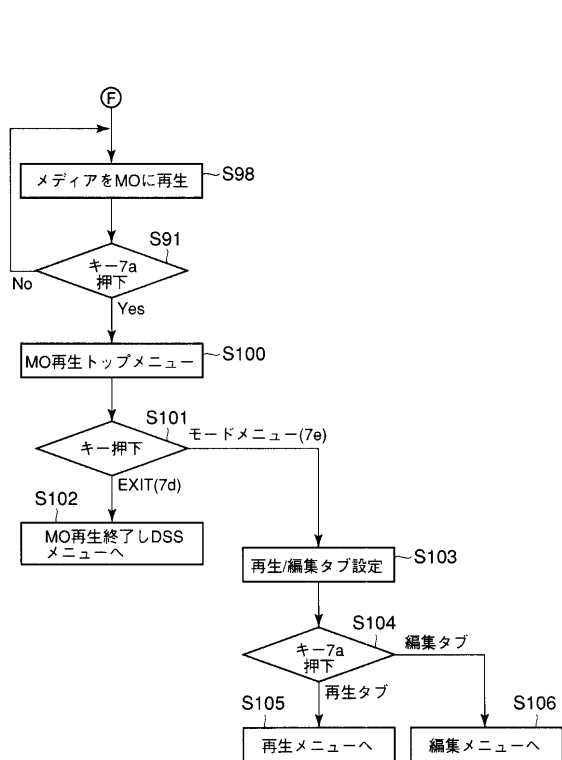 F
メディアをMOに再生
S98
S91
キー7a
押下
No
Yes
MO再生トップメニュー
S100
S101
キー押下
モードメニュー(7e)
EXIT(7d)
S102
MO再生終了しDSS
メニューへ
再生/編集タブ設定
S103
S104
キー7a
押下
編集タブ
再生タブ
S105
S106
再生メニューへ
編集メニューへ